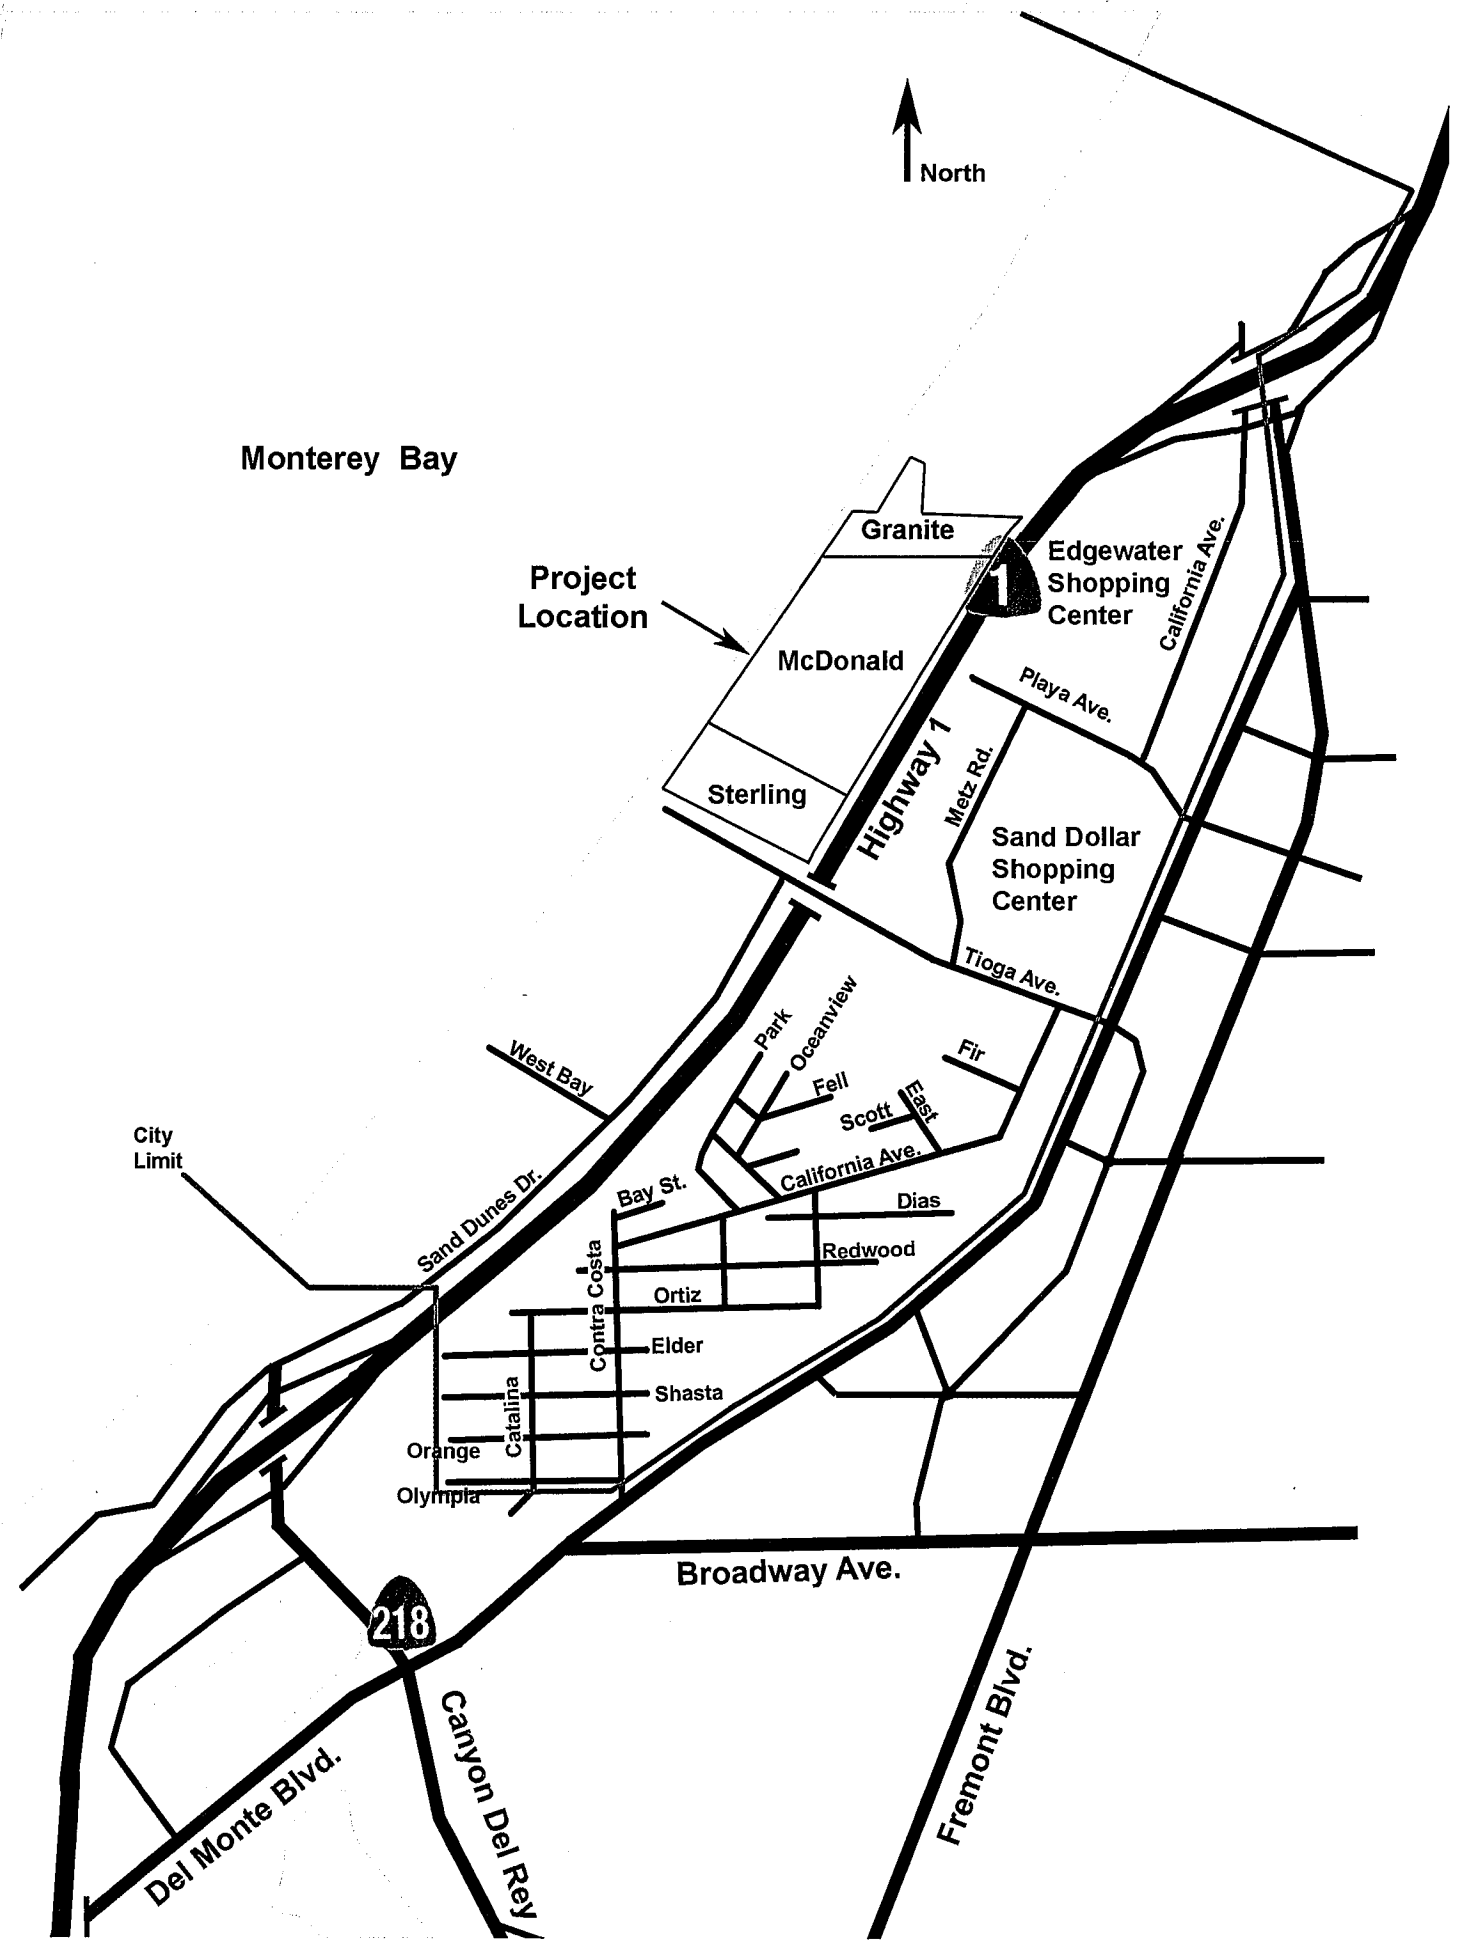 North
Monterey Bay
Granite
Project
Location
1
Edgewater
Shopping
Center
California Ave.
McDonald
Playa Ave.
Highway 1
Metz Rd.
Sterling
Sand Dollar
Shopping
Center
Tioga Ave.
Park
Oceanview
West Bay
Fir
Fell
Scott
East
City
Limit
California Ave.
Sand Dunes Dr.
Bay St.
Dias
Redwood
Contra Costa
Ortiz
Elder
Shasta
Catalina
Orange
Olympia
Broadway Ave.
218
Canyon Del Rey
Del Monte Blvd.
Fremont Blvd.